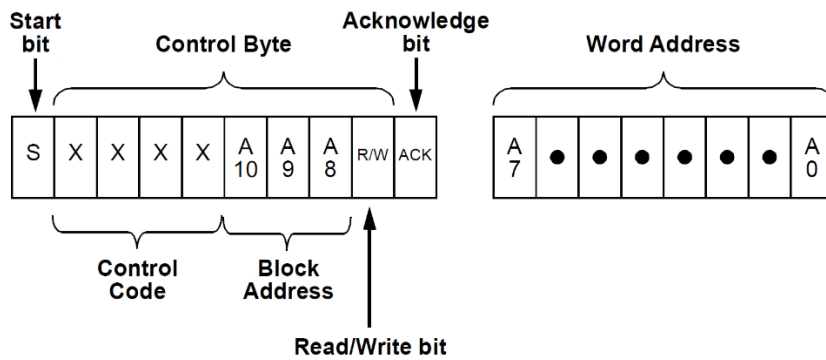 Start
bit
Control Byte
Acknowledge
bit
Word Address
S X X X X A
10 A
9 A
8 R/W ACK
A
7 ● ● ● ● ● ● A
0
Control
Code
Block
Address
Read/Write bit